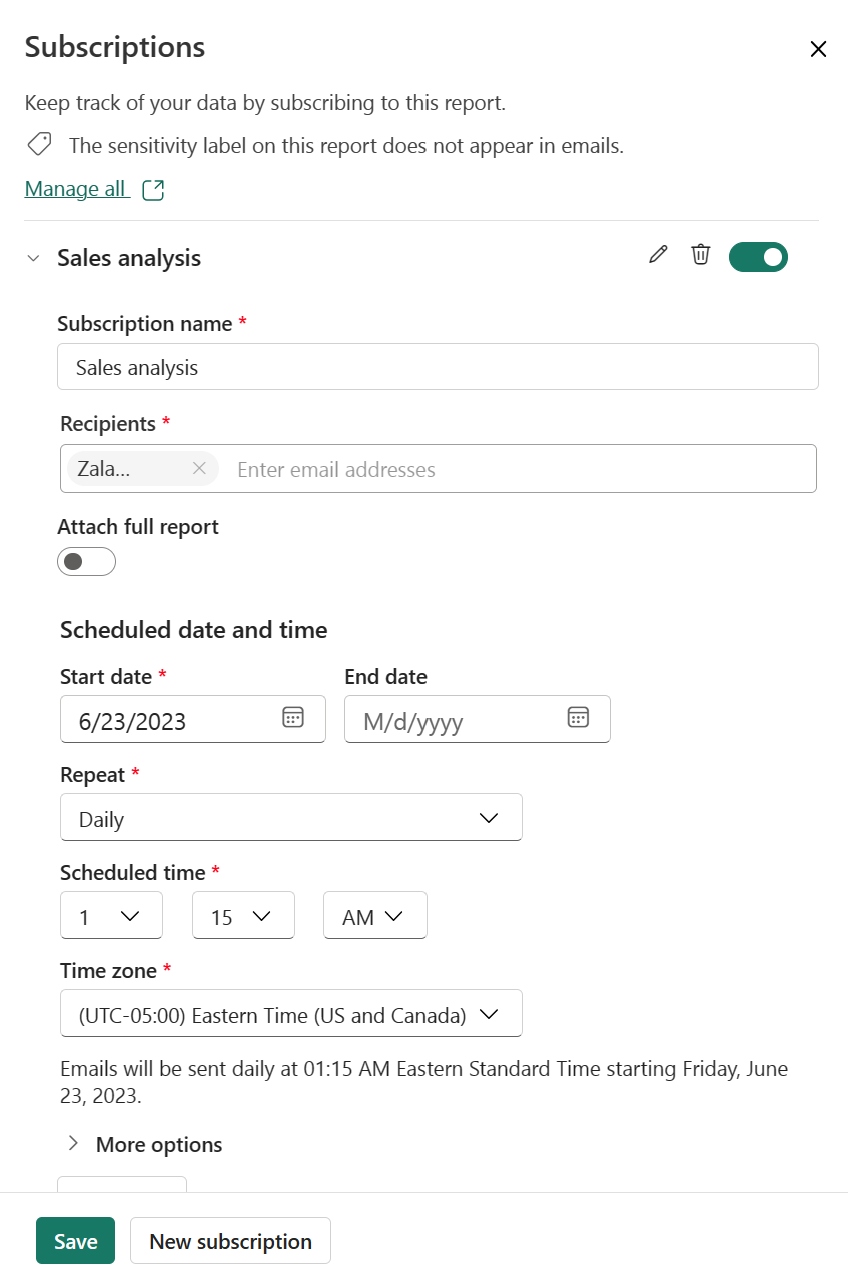 Subscriptions
Keep track of your data by subscribing to this report.
The sensitivity label on this report does not appear in emails.
Manage all
Sales analysis
Subscription name *
Sales analysis
Recipients *
Zala... Enter email addresses
Attach full report
Scheduled date and time
Start date * End date
6/23/2023 M/d/yyyy
Repeat *
Daily
Scheduled time *
1 15 AM
Time zone *
(UTC-05:00) Eastern Time (US and Canada)
Emails will be sent daily at 01:15 AM Eastern Standard Time starting Friday, June
23, 2023.
More options
Save New subscription